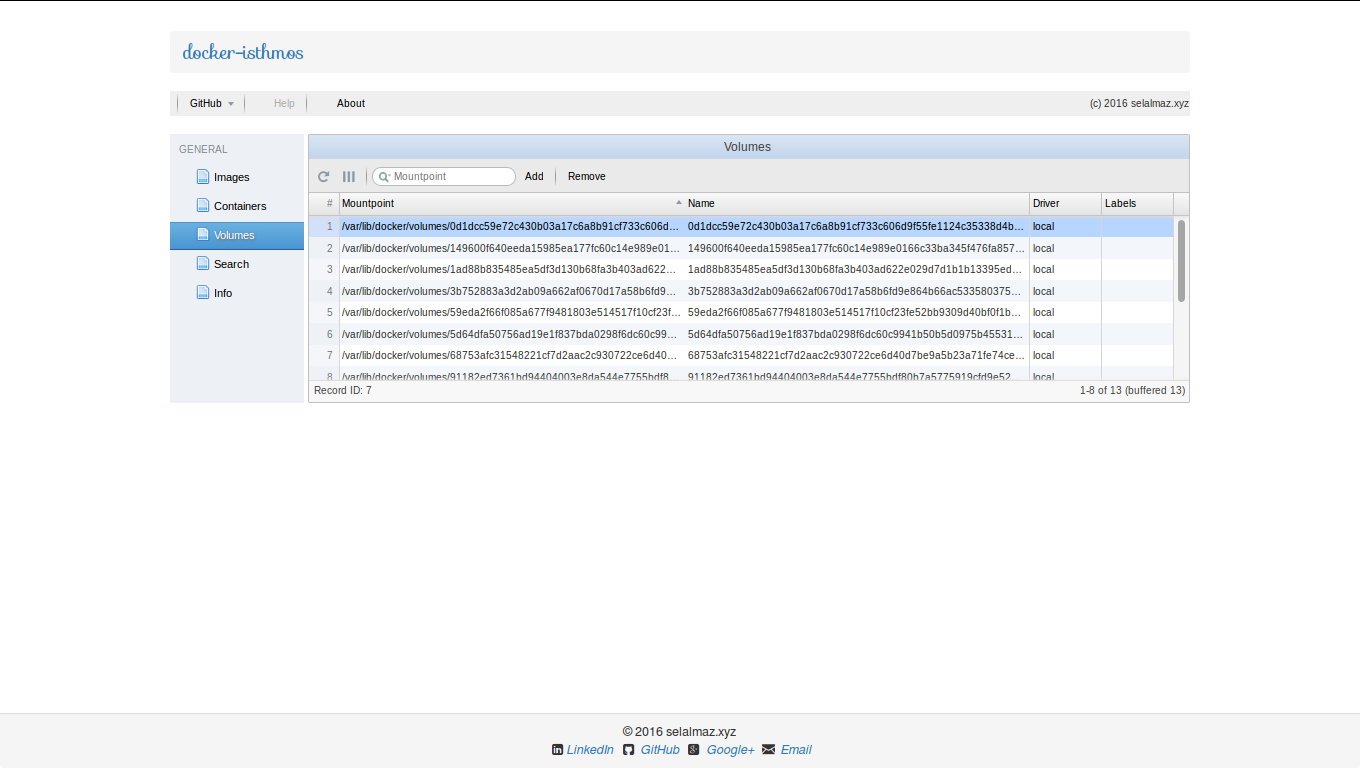 docker-isthmos
GitHub Help About (c) 2016 selalmaz.xyz
GENERAL
Images
Containers
Volumes
Search
Info
Volumes
Mountpoint Add Remove
# Mountpoint Name Driver Labels
1 /var/lib/docker/volumes/0d1dcc59e72c430b03a17c6a8b91cf733c606d... 0d1dcc59e72c430b03a17c6a8b91cf733c606d9f55fe1124c35338d4b... local
2 /var/lib/docker/volumes/149600f640eeda15985ea177fc60c14e989e01... 149600f640eeda15985ea177fc60c14e989e0166c33ba345f476fa857... local
3 /var/lib/docker/volumes/1ad88b835485ea5df3d130b68fa3b403ad622... 1ad88b835485ea5df3d130b68fa3b403ad622e029d7d1b1b13395ed... local
4 /var/lib/docker/volumes/3b752883a3d2ab09a662af0670d17a58b6fd9... 3b752883a3d2ab09a662af0670d17a58b6fd9e864b66ac533580375... local
5 /var/lib/docker/volumes/59eda2f66f085a677f9481803e514517f10cf23f... 59eda2f66f085a677f9481803e514517f10cf23fe52bb9309d40bf0f1b... local
6 /var/lib/docker/volumes/5d64dfa50756ad19e1f837bda0298f6dc60c99... 5d64dfa50756ad19e1f837bda0298f6dc60c9941b50b5d0975b45531... local
7 /var/lib/docker/volumes/68753afc31548221cf7d2aac2c930722ce6d40... 68753afc31548221cf7d2aac2c930722ce6d40d7be9a5b23a71fe74ce... local
8 /var/lib/docker/volumes/91182ed7361bd94404003e8da544e7755bdf8... 91182ed7361bd94404003e8da544e7755bdf80b7a5775919cfd9e52... local
Record ID: 7 1-8 of 13 (buffered 13)
© 2016 selalmaz.xyz
LinkedIn GitHub Google+ Email